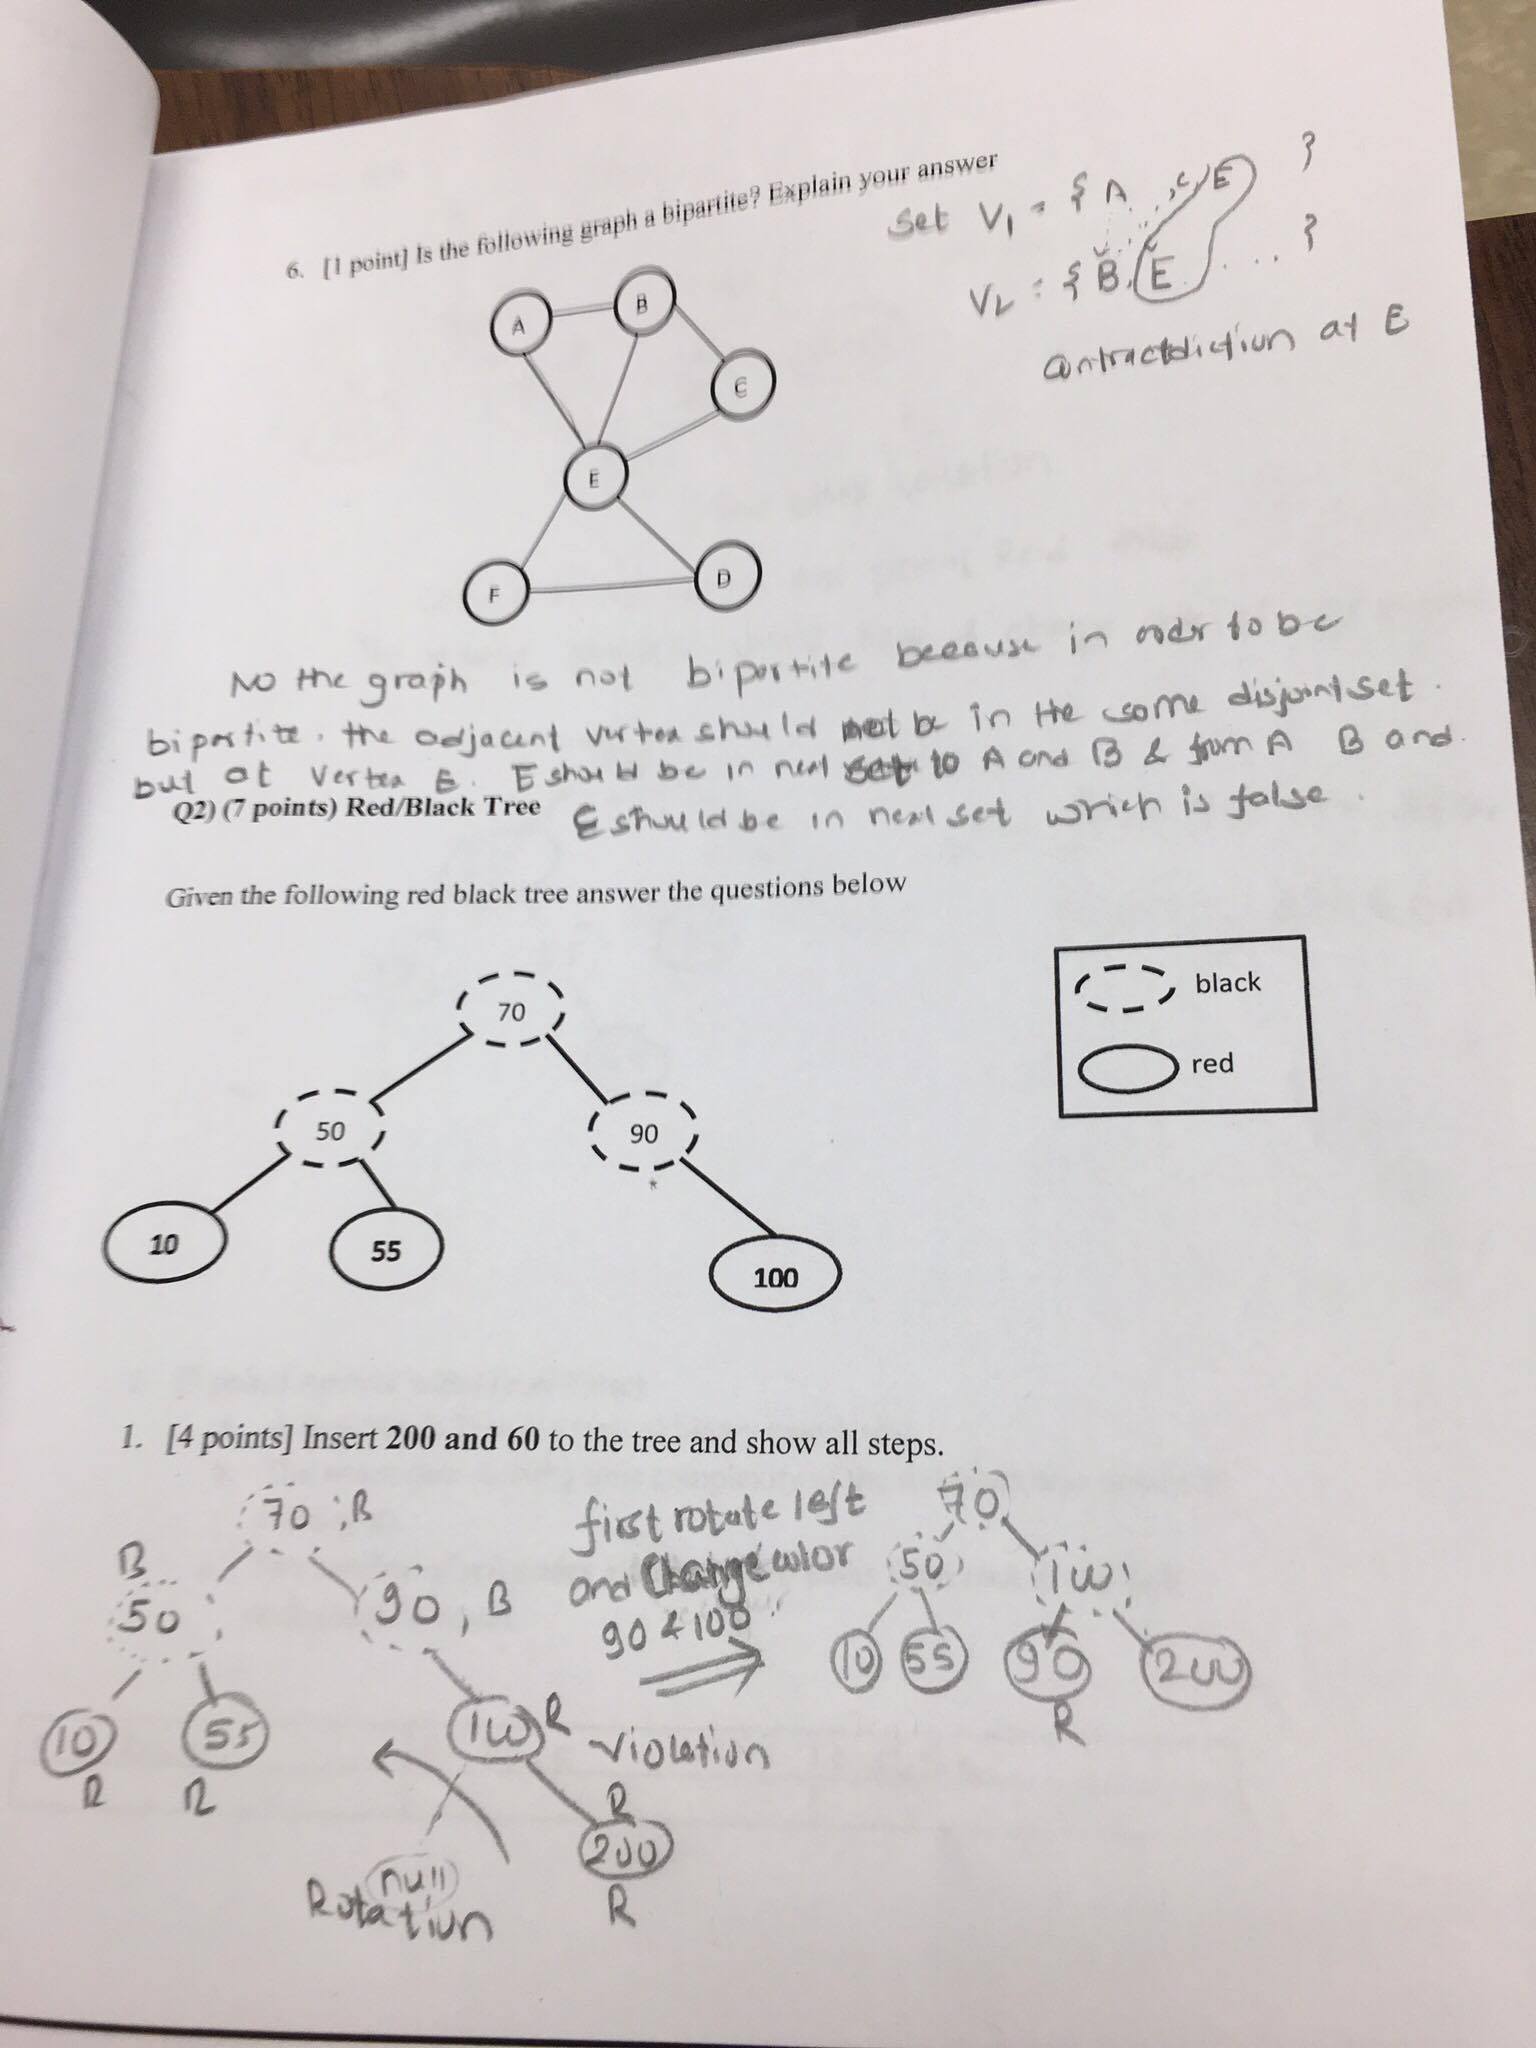 6. [1 point] Is the following graph a bipartite? Explain your answer
Set V1 = { A , C, E }
V2 = { B, E . . . }
contractdiction at E
A
B
C
E
F
D
No the graph is not bipartite because in order to be
bipartite. the adjacent vertex should not be in the same disjoint set.
but at vertex E. E should be in next set to A and B & from A B and
Q2) (7 points) Red/Black Tree
E should be in next set which is false.
Given the following red black tree answer the questions below
black
red
70
50
90
10
55
100
1. [4 points] Insert 200 and 60 to the tree and show all steps.
70 B
B
50
90, B
10
R
55
R
100 R
violation
R
200
R
null
Rotation
first rotate left
and Change color
90 & 100
70
50
100
10
55
90
R
200